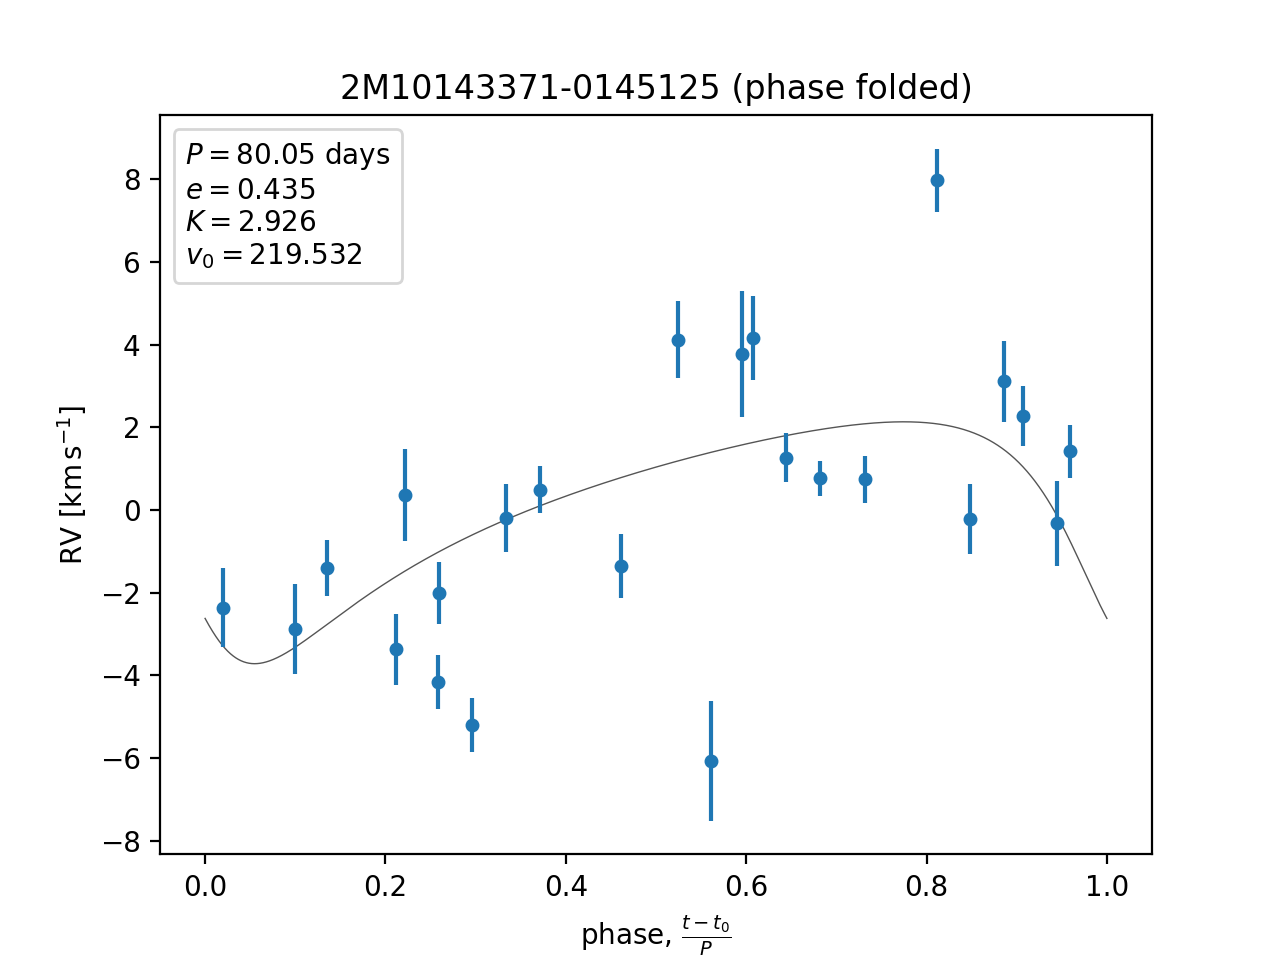 2M10143371-0145125 (phase folded)
P = 80.05 days
e = 0.435
K = 2.926
v₀ = 219.532
8
6
4
2
0
−2
−4
−6
−8
RV [km s⁻¹]
0.0 0.2 0.4 0.6 0.8 1.0
phase, (t − t₀)/P